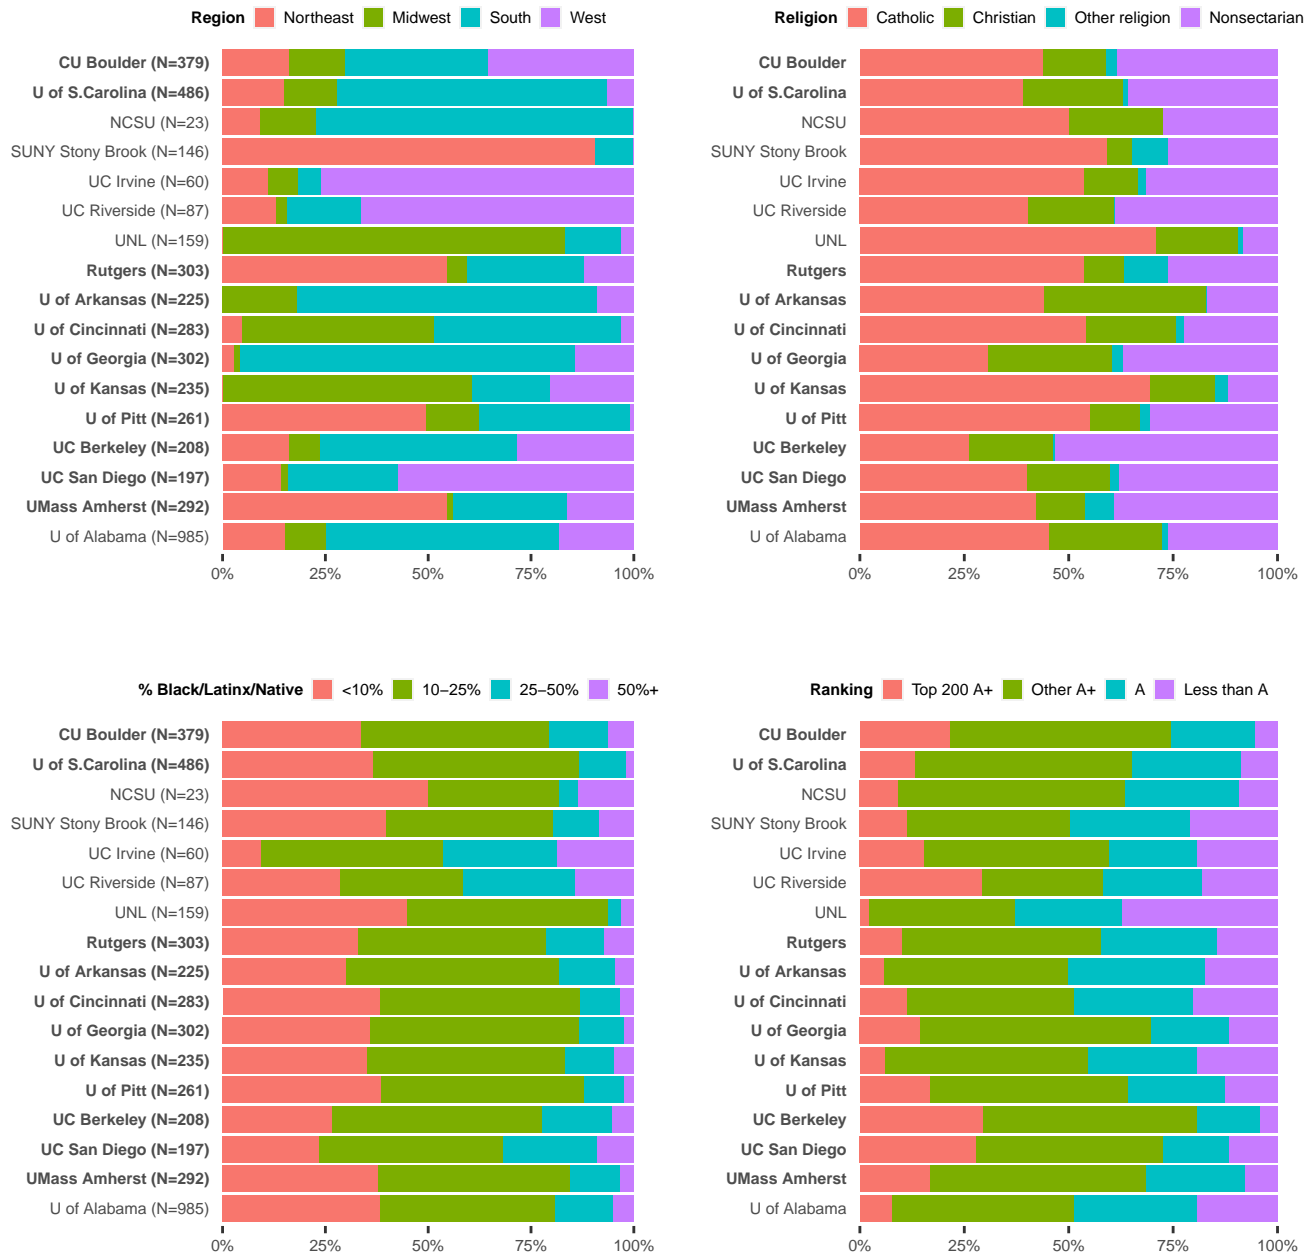 Region Northeast Midwest South West
CU Boulder (N=379)
U of S.Carolina (N=486)
NCSU (N=23)
SUNY Stony Brook (N=146)
UC Irvine (N=60)
UC Riverside (N=87)
UNL (N=159)
Rutgers (N=303)
U of Arkansas (N=225)
U of Cincinnati (N=283)
U of Georgia (N=302)
U of Kansas (N=235)
U of Pitt (N=261)
UC Berkeley (N=208)
UC San Diego (N=197)
UMass Amherst (N=292)
U of Alabama (N=985)
0% 25% 50% 75% 100%
Religion Catholic Christian Other religion Nonsectarian
CU Boulder
U of S.Carolina
NCSU
SUNY Stony Brook
UC Irvine
UC Riverside
UNL
Rutgers
U of Arkansas
U of Cincinnati
U of Georgia
U of Kansas
U of Pitt
UC Berkeley
UC San Diego
UMass Amherst
U of Alabama
0% 25% 50% 75% 100%
% Black/Latinx/Native <10% 10−25% 25−50% 50%+
CU Boulder (N=379)
U of S.Carolina (N=486)
NCSU (N=23)
SUNY Stony Brook (N=146)
UC Irvine (N=60)
UC Riverside (N=87)
UNL (N=159)
Rutgers (N=303)
U of Arkansas (N=225)
U of Cincinnati (N=283)
U of Georgia (N=302)
U of Kansas (N=235)
U of Pitt (N=261)
UC Berkeley (N=208)
UC San Diego (N=197)
UMass Amherst (N=292)
U of Alabama (N=985)
0% 25% 50% 75% 100%
Ranking Top 200 A+ Other A+ A Less than A
CU Boulder
U of S.Carolina
NCSU
SUNY Stony Brook
UC Irvine
UC Riverside
UNL
Rutgers
U of Arkansas
U of Cincinnati
U of Georgia
U of Kansas
U of Pitt
UC Berkeley
UC San Diego
UMass Amherst
U of Alabama
0% 25% 50% 75% 100%